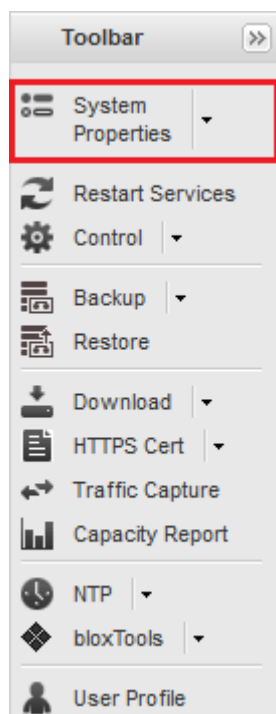 Toolbar
System
Properties
Restart Services
Control
Backup
Restore
Download
HTTPS Cert
Traffic Capture
Capacity Report
NTP
bloxTools
User Profile